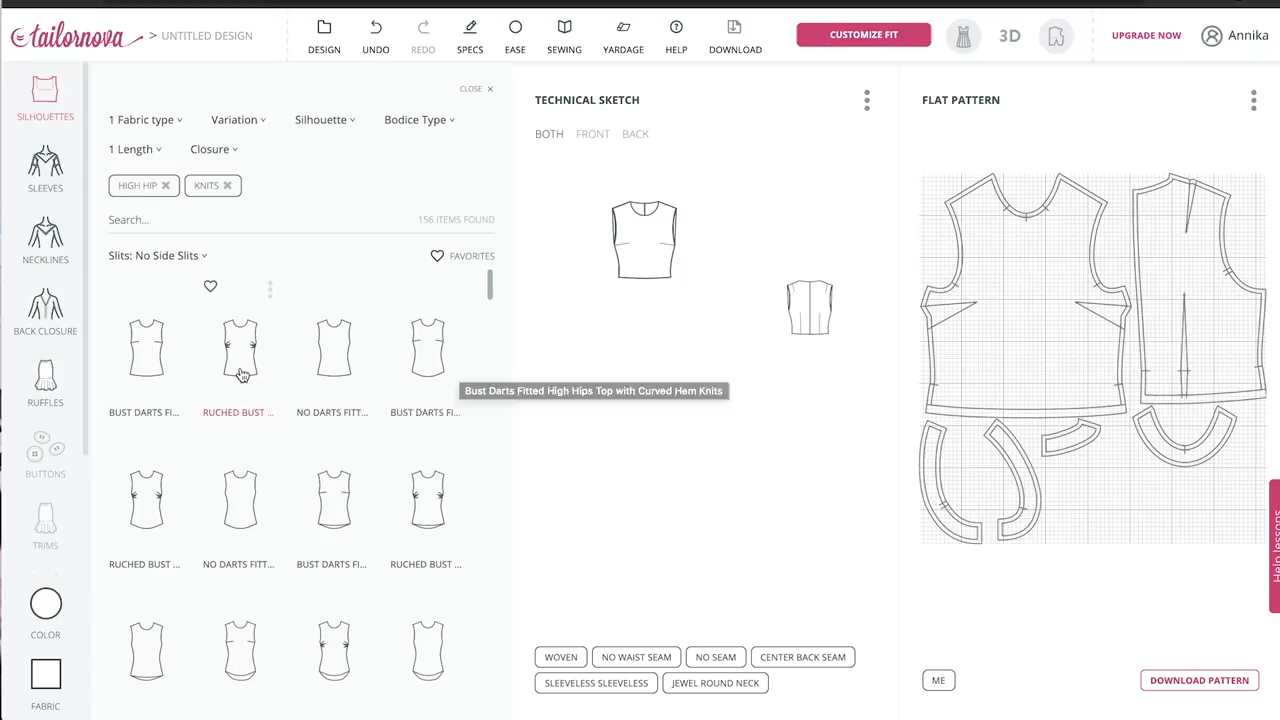 tailornova > UNTITLED DESIGN
DESIGN UNDO REDO SPECS EASE SEWING YARDAGE HELP DOWNLOAD
CUSTOMIZE FIT
3D
UPGRADE NOW
Annika
SILHOUETTES
SLEEVES
NECKLINES
BACK CLOSURE
RUFFLES
BUTTONS
TRIMS
COLOR
FABRIC
CLOSE ×
1 Fabric type Variation Silhouette Bodice Type
1 Length Closure
HIGH HIP KNITS
Search... 156 ITEMS FOUND
Slits: No Side Slits FAVORITES
BUST DARTS FI... RUCHED BUST ... NO DARTS FITT... BUST DARTS FI...
RUCHED BUST ... NO DARTS FITT... BUST DARTS FI... RUCHED BUST ...
Bust Darts Fitted High Hips Top with Curved Hem Knits
TECHNICAL SKETCH
BOTH FRONT BACK
WOVEN NO WAIST SEAM NO SEAM CENTER BACK SEAM
SLEEVELESS SLEEVELESS JEWEL ROUND NECK
FLAT PATTERN
ME
DOWNLOAD PATTERN
Help lessons